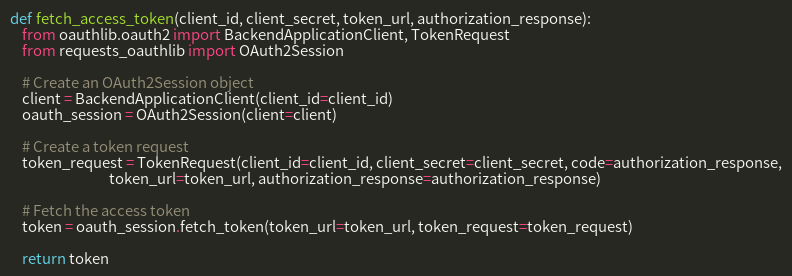 def fetch_access_token(client_id, client_secret, token_url, authorization_response):
    from oauthlib.oauth2 import BackendApplicationClient, TokenRequest
    from requests_oauthlib import OAuth2Session

    # Create an OAuth2Session object
    client = BackendApplicationClient(client_id=client_id)
    oauth_session = OAuth2Session(client=client)

    # Create a token request
    token_request = TokenRequest(client_id=client_id, client_secret=client_secret, code=authorization_response,
                                 token_url=token_url, authorization_response=authorization_response)

    # Fetch the access token
    token = oauth_session.fetch_token(token_url=token_url, token_request=token_request)

    return token